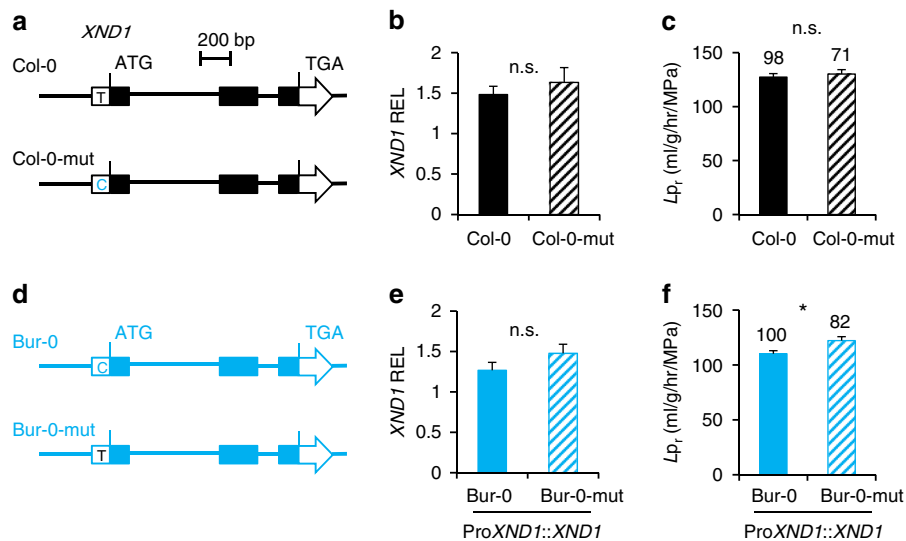 a
XND1
Col-0
ATG
200 bp
TGA
T
Col-0-mut
C
b
XND1 REL
2
1.5
1
0.5
0
n.s.
Col-0
Col-0-mut
c
Lpr (ml/g/hr/MPa)
150
100
50
0
n.s.
98
71
Col-0
Col-0-mut
d
Bur-0
ATG
TGA
C
Bur-0-mut
T
e
XND1 REL
2
1.5
1
0.5
0
n.s.
Bur-0
Bur-0-mut
ProXND1::XND1
f
Lpr (ml/g/hr/MPa)
150
100
50
0
*
100
82
Bur-0
Bur-0-mut
ProXND1::XND1